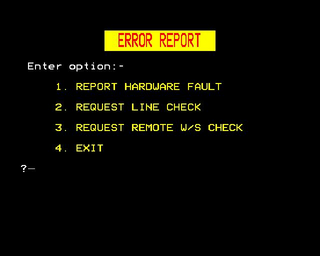 ERROR REPORT
Enter option:-
1. REPORT HARDWARE FAULT
2. REQUEST LINE CHECK
3. REQUEST REMOTE W/S CHECK
4. EXIT
?_